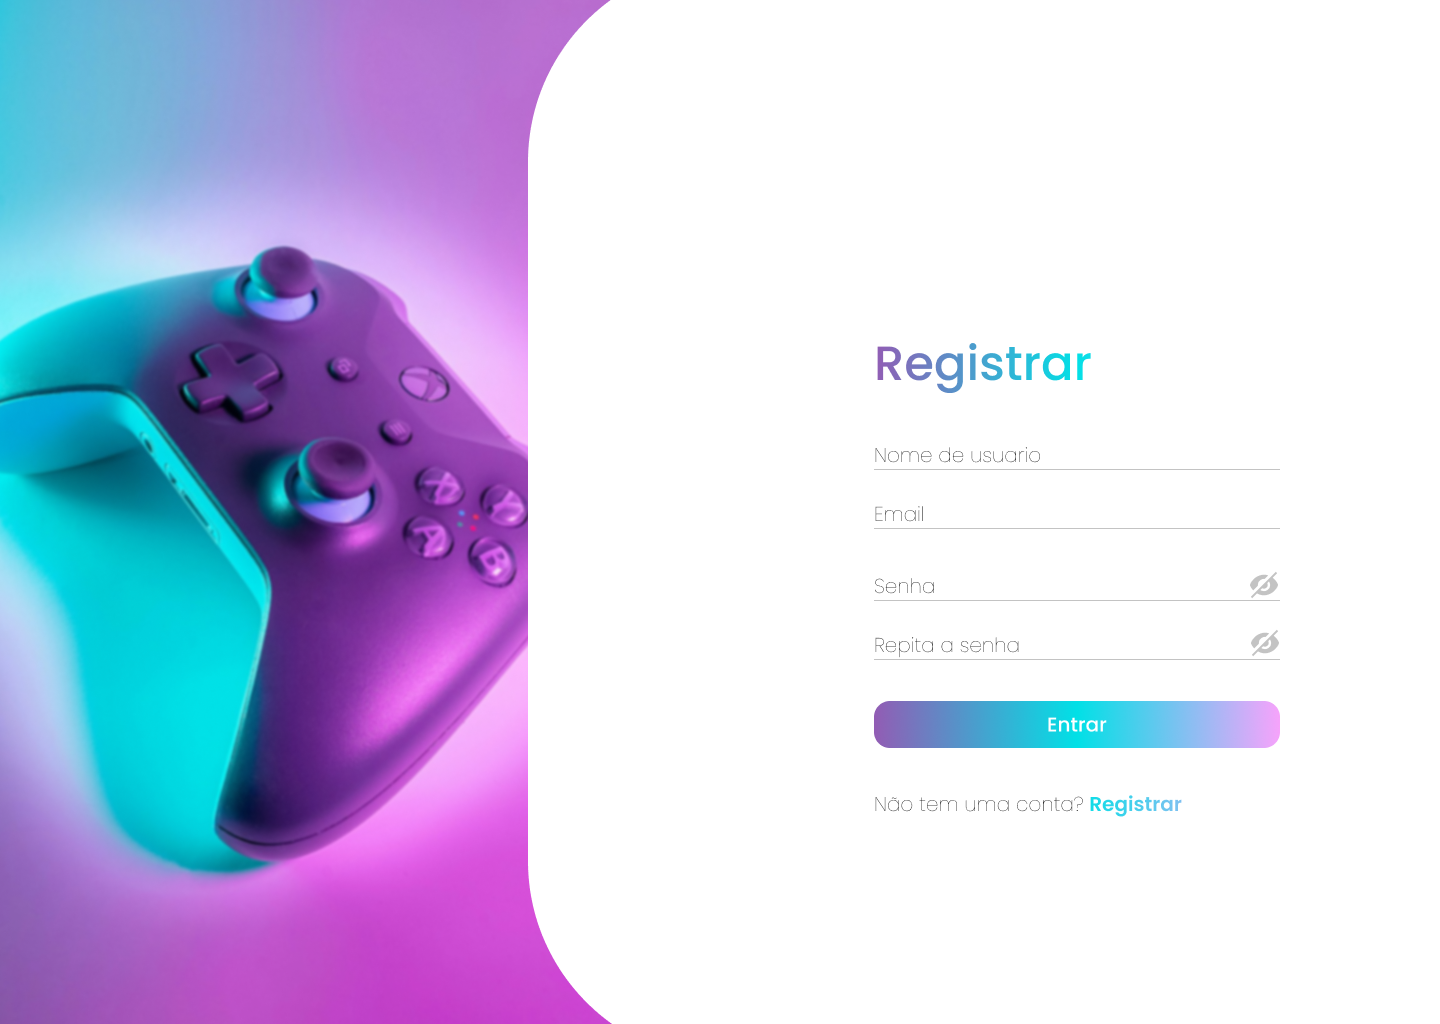 Registrar
Nome de usuario
Email
Senha
Repita a senha
Entrar
Não tem uma conta? Registrar
X
Y
A
B